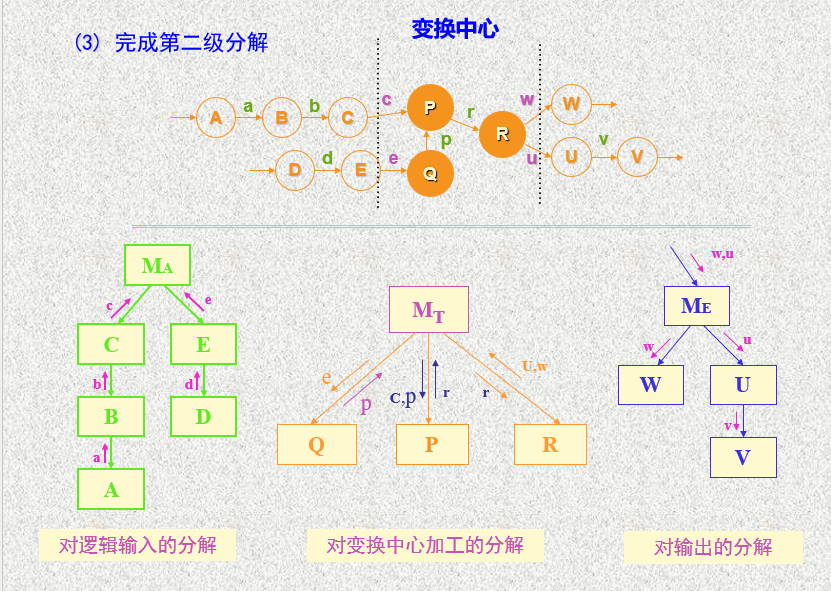 变换中心
(3) 完成第二级分解
a b c P r w W
A B C R
d e p u v
D E Q U V
MA
c e
C E
b d
B D
a
A
MT
e p C,p r r U,w
Q P R
w,u
ME
w u
W U
v
V
对逻辑输入的分解
对变换中心加工的分解
对输出的分解